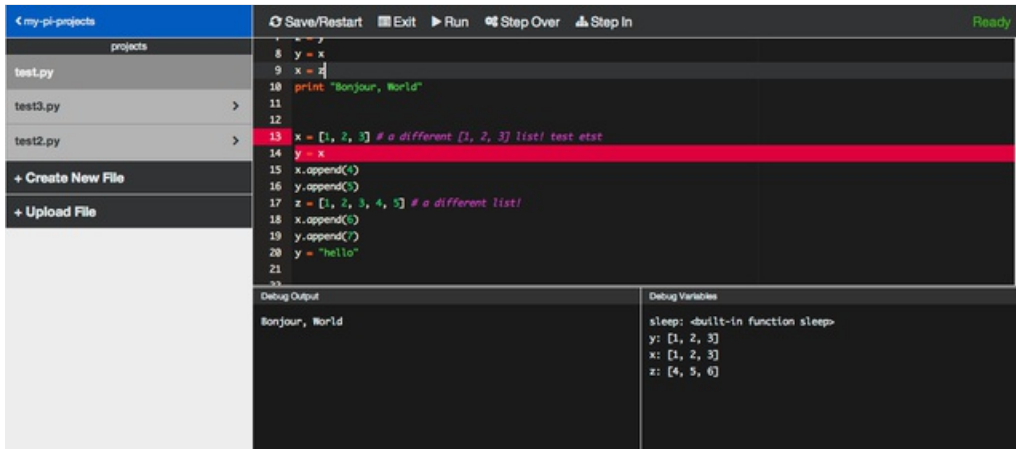 my-pi-projects
Save/Restart Exit Run Step Over Step In Ready
projects
test.py
test3.py
test2.py
+ Create New File
+ Upload File
8 y = x
9 x = z
10 print "Bonjour, World"
11
12
13 x = [1, 2, 3] # a different [1, 2, 3] list! test etst
14 y = x
15 x.append(4)
16 y.append(5)
17 z = [1, 2, 3, 4, 5] # a different list!
18 x.append(6)
19 y.append(7)
20 y = "hello"
21
Debug Output
Bonjour, World
Debug Variables
sleep: <built-in function sleep>
y: [1, 2, 3]
x: [1, 2, 3]
z: [4, 5, 6]